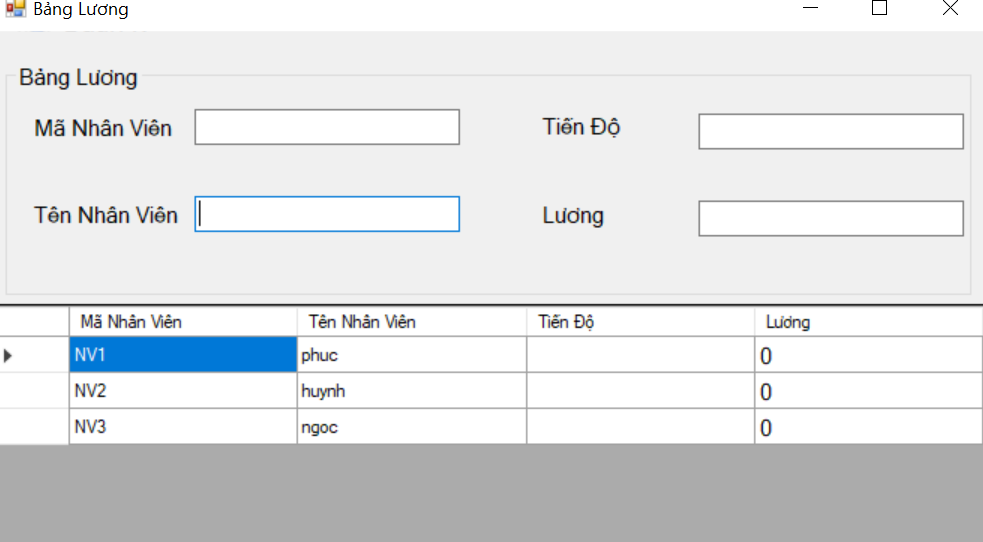 Bảng Lương
Bảng Lương
Mã Nhân Viên
Tiến Độ
Tên Nhân Viên
Lương
Mã Nhân Viên Tên Nhân Viên Tiến Độ Lương
NV1 phuc 0
NV2 huynh 0
NV3 ngoc 0